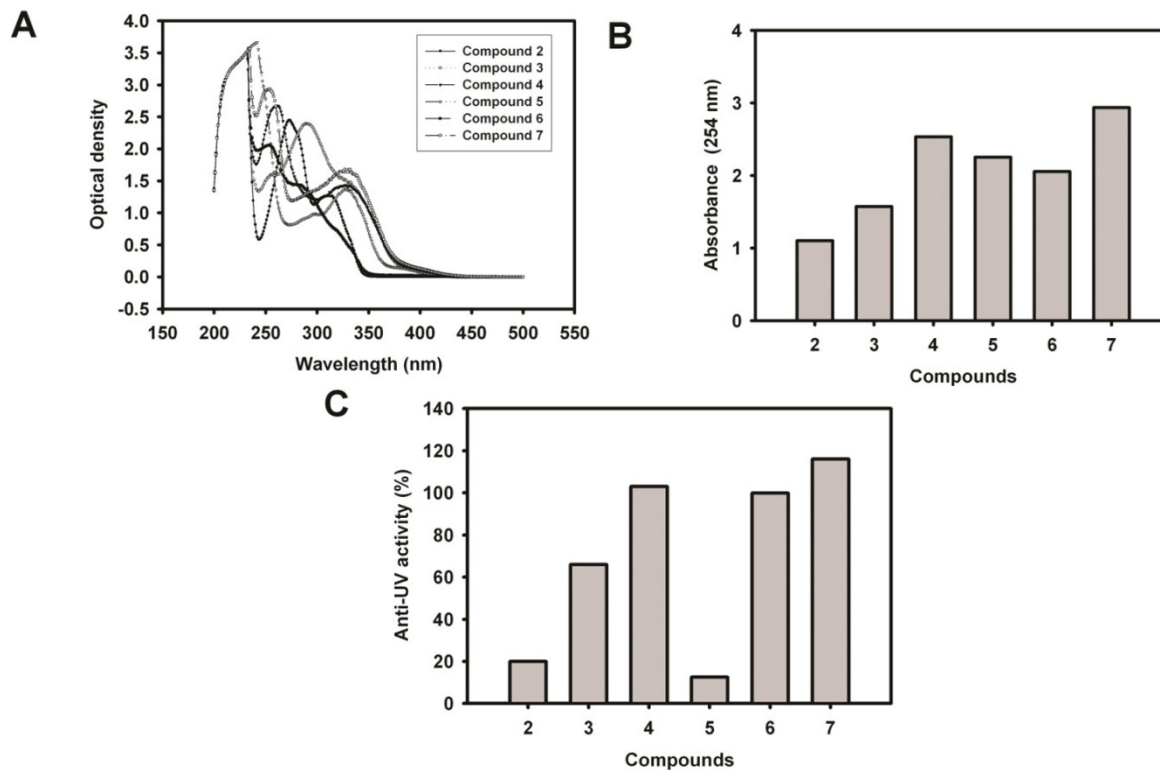 A
4.0
3.5
3.0
2.5
2.0
1.5
1.0
0.5
0.0
-0.5
Optical density
150 200 250 300 350 400 450 500 550
Wavelength (nm)
Compound 2
Compound 3
Compound 4
Compound 5
Compound 6
Compound 7
B
4
3
2
1
0
Absorbance (254 nm)
2 3 4 5 6 7
Compounds
C
140
120
100
80
60
40
20
0
Anti-UV activity (%)
2 3 4 5 6 7
Compounds